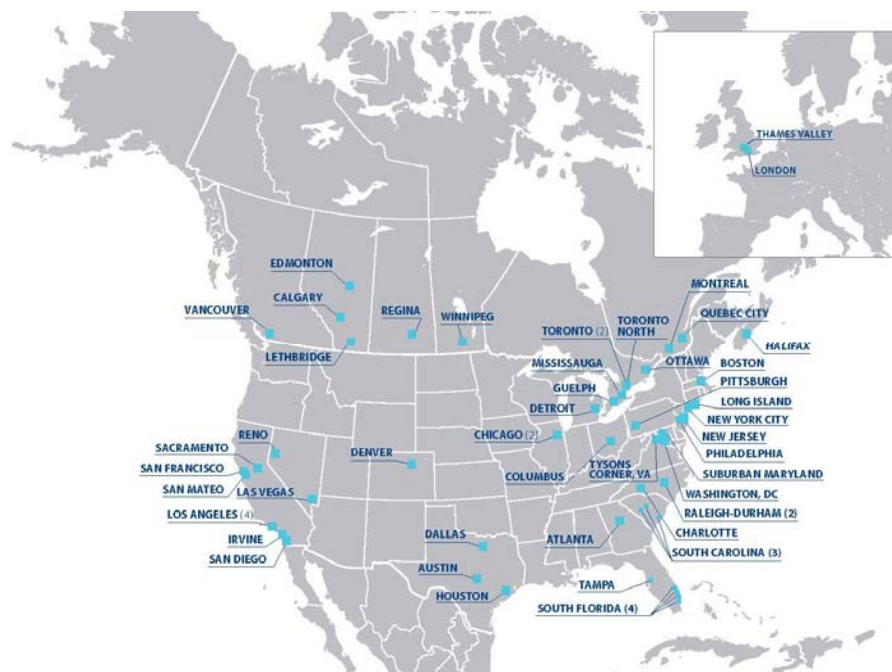 THAMES VALLEY
LONDON
EDMONTON
CALGARY
VANCOUVER
REGINA
WINNIPEG
LETHBRIDGE
TORONTO (2)
TORONTO
NORTH
MONTREAL
QUEBEC CITY
HALIFAX
MISSISSAUGA
OTTAWA
BOSTON
GUELPH
PITTSBURGH
DETROIT
LONG ISLAND
NEW YORK CITY
CHICAGO (2)
NEW JERSEY
PHILADELPHIA
COLUMBUS
TYSONS
CORNER, VA
SUBURBAN MARYLAND
WASHINGTON, DC
RALEIGH-DURHAM (2)
CHARLOTTE
SOUTH CAROLINA (3)
RENO
SACRAMENTO
DENVER
SAN FRANCISCO
SAN MATEO
LAS VEGAS
LOS ANGELES (4)
IRVINE
SAN DIEGO
DALLAS
ATLANTA
AUSTIN
HOUSTON
TAMPA
SOUTH FLORIDA (4)